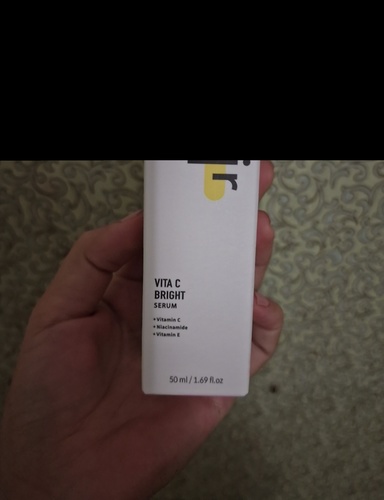 VITA C
BRIGHT
SERUM
• Vitamin C
• Niacinamide
• Vitamin E
50 ml / 1.69 fl.oz